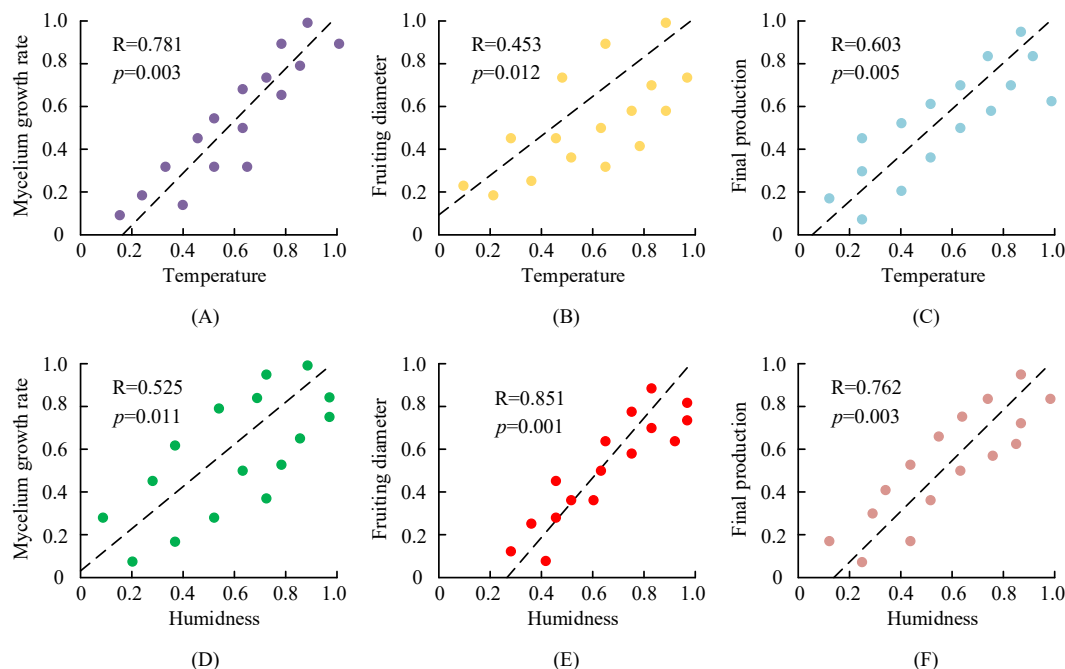 R=0.781
p=0.003
Mycelium growth rate
1.0
0.8
0.6
0.4
0.2
0
0 0.2 0.4 0.6 0.8 1.0
Temperature
(A)
R=0.453
p=0.012
Fruiting diameter
1.0
0.8
0.6
0.4
0.2
0
0 0.2 0.4 0.6 0.8 1.0
Temperature
(B)
R=0.603
p=0.005
Final production
1.0
0.8
0.6
0.4
0.2
0
0 0.2 0.4 0.6 0.8 1.0
Temperature
(C)
R=0.525
p=0.011
Mycelium growth rate
1.0
0.8
0.6
0.4
0.2
0
0 0.2 0.4 0.6 0.8 1.0
Humidness
(D)
R=0.851
p=0.001
Fruiting diameter
1.0
0.8
0.6
0.4
0.2
0
0 0.2 0.4 0.6 0.8 1.0
Humidness
(E)
R=0.762
p=0.003
Final production
1.0
0.8
0.6
0.4
0.2
0
0 0.2 0.4 0.6 0.8 1.0
Humidness
(F)